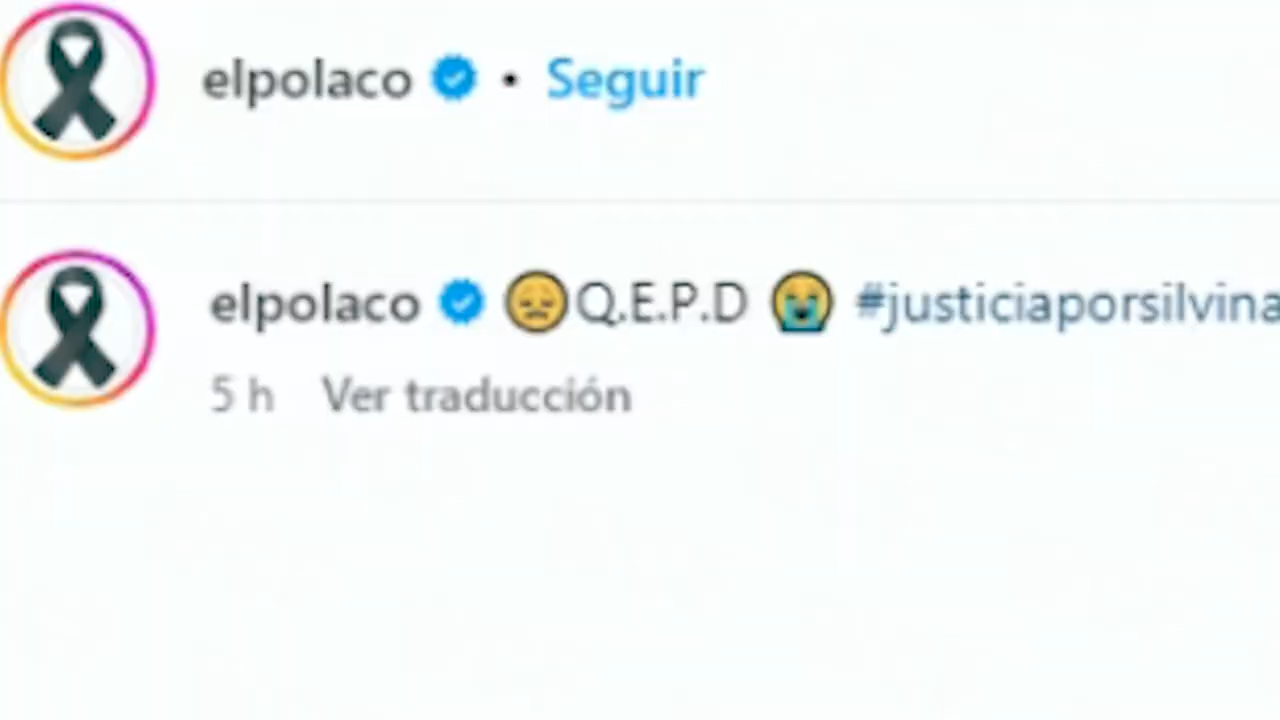 elpolaco • Seguir
elpolaco 😞Q.E.P.D 😭 #justiciaporsilvina
5 h Ver traducción